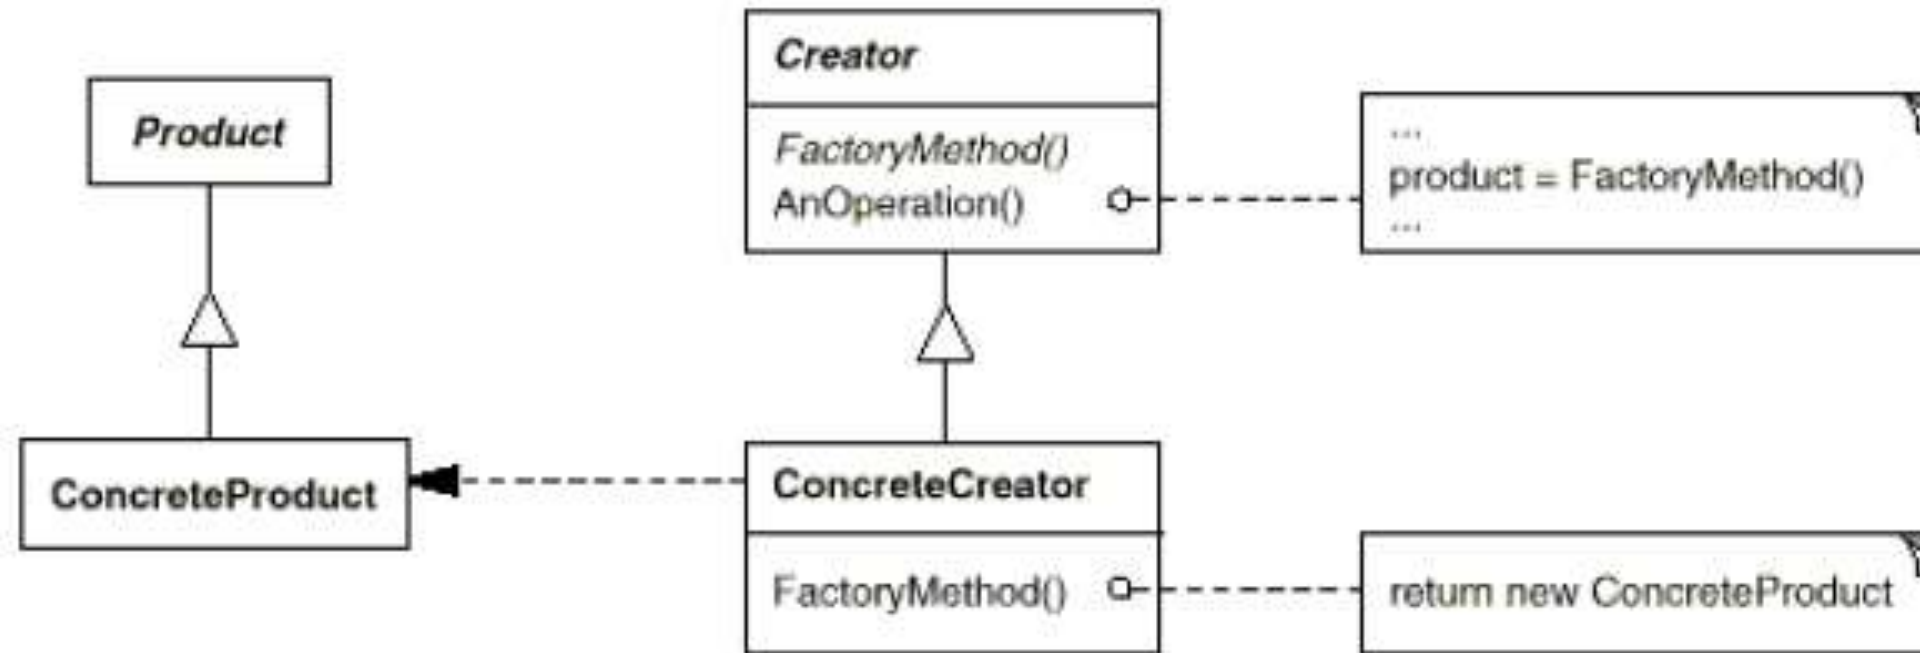 Product
Creator
FactoryMethod()
AnOperation()
...
product = FactoryMethod()
...
ConcreteProduct
ConcreteCreator
FactoryMethod()
return new ConcreteProduct